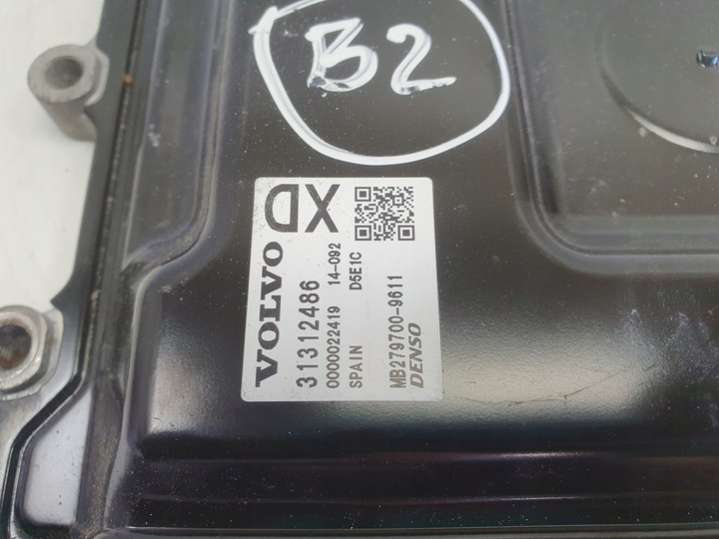 B2
DX
VOLVO
31312486
0000022419 14-092
SPAIN D5E1C
MB279700-9611
DENSO